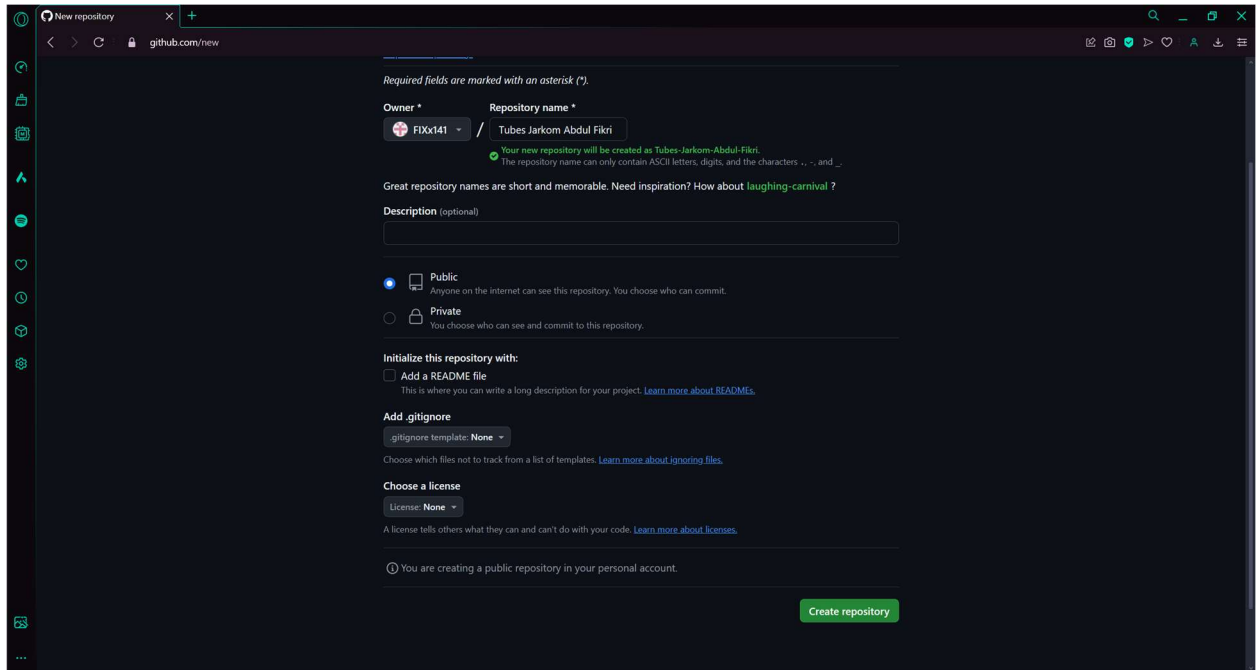 New repository
github.com/new
Required fields are marked with an asterisk (*).
Owner * Repository name *
FIXx141 / Tubes Jarkom Abdul Fikri
Your new repository will be created as Tubes-Jarkom-Abdul-Fikri.
The repository name can only contain ASCII letters, digits, and the characters ., -, and _.
Great repository names are short and memorable. Need inspiration? How about laughing-carnival ?
Description (optional)
Public
Anyone on the internet can see this repository. You choose who can commit.
Private
You choose who can see and commit to this repository.
Initialize this repository with:
Add a README file
This is where you can write a long description for your project. Learn more about READMEs.
Add .gitignore
.gitignore template: None
Choose which files not to track from a list of templates. Learn more about ignoring files.
Choose a license
License: None
A license tells others what they can and can't do with your code. Learn more about licenses.
You are creating a public repository in your personal account.
Create repository